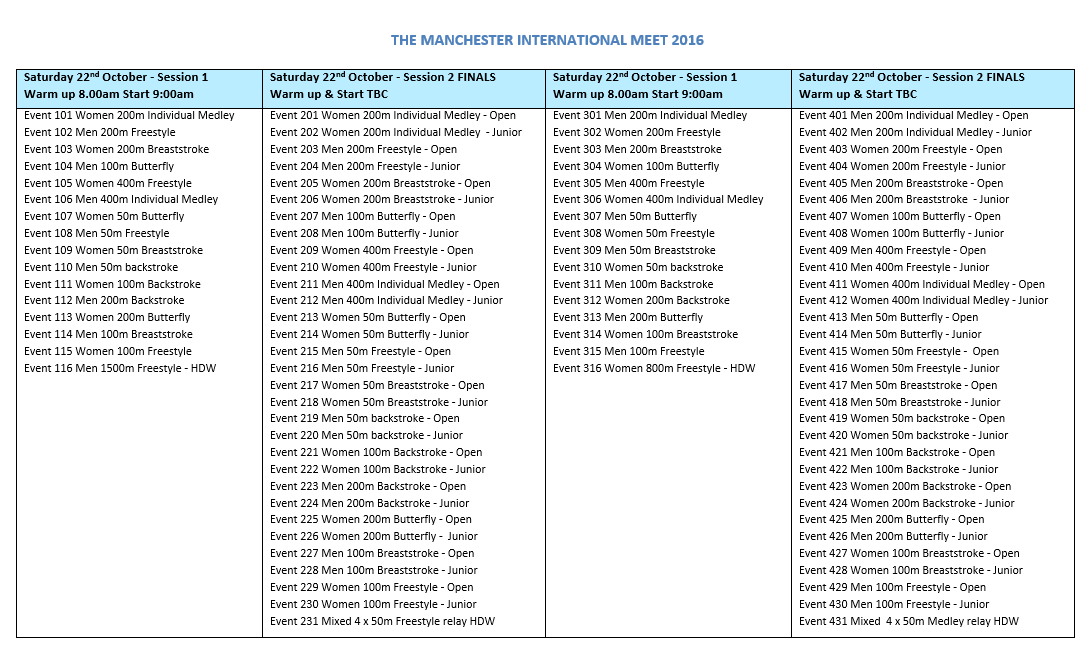 THE MANCHESTER INTERNATIONAL MEET 2016
Saturday 22nd October - Session 1
Warm up 8.00am Start 9:00am
Event 101 Women 200m Individual Medley
Event 102 Men 200m Freestyle
Event 103 Women 200m Breaststroke
Event 104 Men 100m Butterfly
Event 105 Women 400m Freestyle
Event 106 Men 400m Individual Medley
Event 107 Women 50m Butterfly
Event 108 Men 50m Freestyle
Event 109 Women 50m Breaststroke
Event 110 Men 50m backstroke
Event 111 Women 100m Backstroke
Event 112 Men 200m Backstroke
Event 113 Women 200m Butterfly
Event 114 Men 100m Breaststroke
Event 115 Women 100m Freestyle
Event 116 Men 1500m Freestyle - HDW
Saturday 22nd October - Session 2 FINALS
Warm up & Start TBC
Event 201 Women 200m Individual Medley - Open
Event 202 Women 200m Individual Medley - Junior
Event 203 Men 200m Freestyle - Open
Event 204 Men 200m Freestyle - Junior
Event 205 Women 200m Breaststroke - Open
Event 206 Women 200m Breaststroke - Junior
Event 207 Men 100m Butterfly - Open
Event 208 Men 100m Butterfly - Junior
Event 209 Women 400m Freestyle - Open
Event 210 Women 400m Freestyle - Junior
Event 211 Men 400m Individual Medley - Open
Event 212 Men 400m Individual Medley - Junior
Event 213 Women 50m Butterfly - Open
Event 214 Women 50m Butterfly - Junior
Event 215 Men 50m Freestyle - Open
Event 216 Men 50m Freestyle - Junior
Event 217 Women 50m Breaststroke - Open
Event 218 Women 50m Breaststroke - Junior
Event 219 Men 50m backstroke - Open
Event 220 Men 50m backstroke - Junior
Event 221 Women 100m Backstroke - Open
Event 222 Women 100m Backstroke - Junior
Event 223 Men 200m Backstroke - Open
Event 224 Men 200m Backstroke - Junior
Event 225 Women 200m Butterfly - Open
Event 226 Women 200m Butterfly - Junior
Event 227 Men 100m Breaststroke - Open
Event 228 Men 100m Breaststroke - Junior
Event 229 Women 100m Freestyle - Open
Event 230 Women 100m Freestyle - Junior
Event 231 Mixed 4 x 50m Freestyle relay HDW
Saturday 22nd October - Session 1
Warm up 8.00am Start 9:00am
Event 301 Men 200m Individual Medley
Event 302 Women 200m Freestyle
Event 303 Men 200m Breaststroke
Event 304 Women 100m Butterfly
Event 305 Men 400m Freestyle
Event 306 Women 400m Individual Medley
Event 307 Men 50m Butterfly
Event 308 Women 50m Freestyle
Event 309 Men 50m Breaststroke
Event 310 Women 50m backstroke
Event 311 Men 100m Backstroke
Event 312 Women 200m Backstroke
Event 313 Men 200m Butterfly
Event 314 Women 100m Breaststroke
Event 315 Men 100m Freestyle
Event 316 Women 800m Freestyle - HDW
Saturday 22nd October - Session 2 FINALS
Warm up & Start TBC
Event 401 Men 200m Individual Medley - Open
Event 402 Men 200m Individual Medley - Junior
Event 403 Women 200m Freestyle - Open
Event 404 Women 200m Freestyle - Junior
Event 405 Men 200m Breaststroke - Open
Event 406 Men 200m Breaststroke - Junior
Event 407 Women 100m Butterfly - Open
Event 408 Women 100m Butterfly - Junior
Event 409 Men 400m Freestyle - Open
Event 410 Men 400m Freestyle - Junior
Event 411 Women 400m Individual Medley - Open
Event 412 Women 400m Individual Medley - Junior
Event 413 Men 50m Butterfly - Open
Event 414 Men 50m Butterfly - Junior
Event 415 Women 50m Freestyle - Open
Event 416 Women 50m Freestyle - Junior
Event 417 Men 50m Breaststroke - Open
Event 418 Men 50m Breaststroke - Junior
Event 419 Women 50m backstroke - Open
Event 420 Women 50m backstroke - Junior
Event 421 Men 100m Backstroke - Open
Event 422 Men 100m Backstroke - Junior
Event 423 Women 200m Backstroke - Open
Event 424 Women 200m Backstroke - Junior
Event 425 Men 200m Butterfly - Open
Event 426 Men 200m Butterfly - Junior
Event 427 Women 100m Breaststroke - Open
Event 428 Women 100m Breaststroke - Junior
Event 429 Men 100m Freestyle - Open
Event 430 Men 100m Freestyle - Junior
Event 431 Mixed 4 x 50m Medley relay HDW